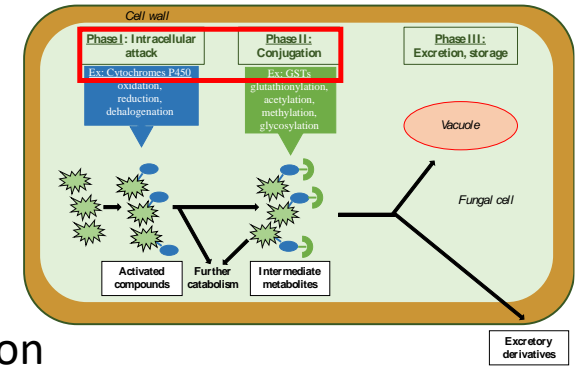 Cell wall
Phase I: Intracellular
attack
Phase II:
Conjugation
Phase III:
Excretion, storage
Ex: Cytochromes P450
oxidation,
reduction,
dehalogenation
Ex: GSTs
glutathionylation,
acetylation,
methylation,
glycosylation
Vacuole
Fungal cell
Activated
compounds
Further
catabolism
Intermediate
metabolites
on
Excretory
derivatives